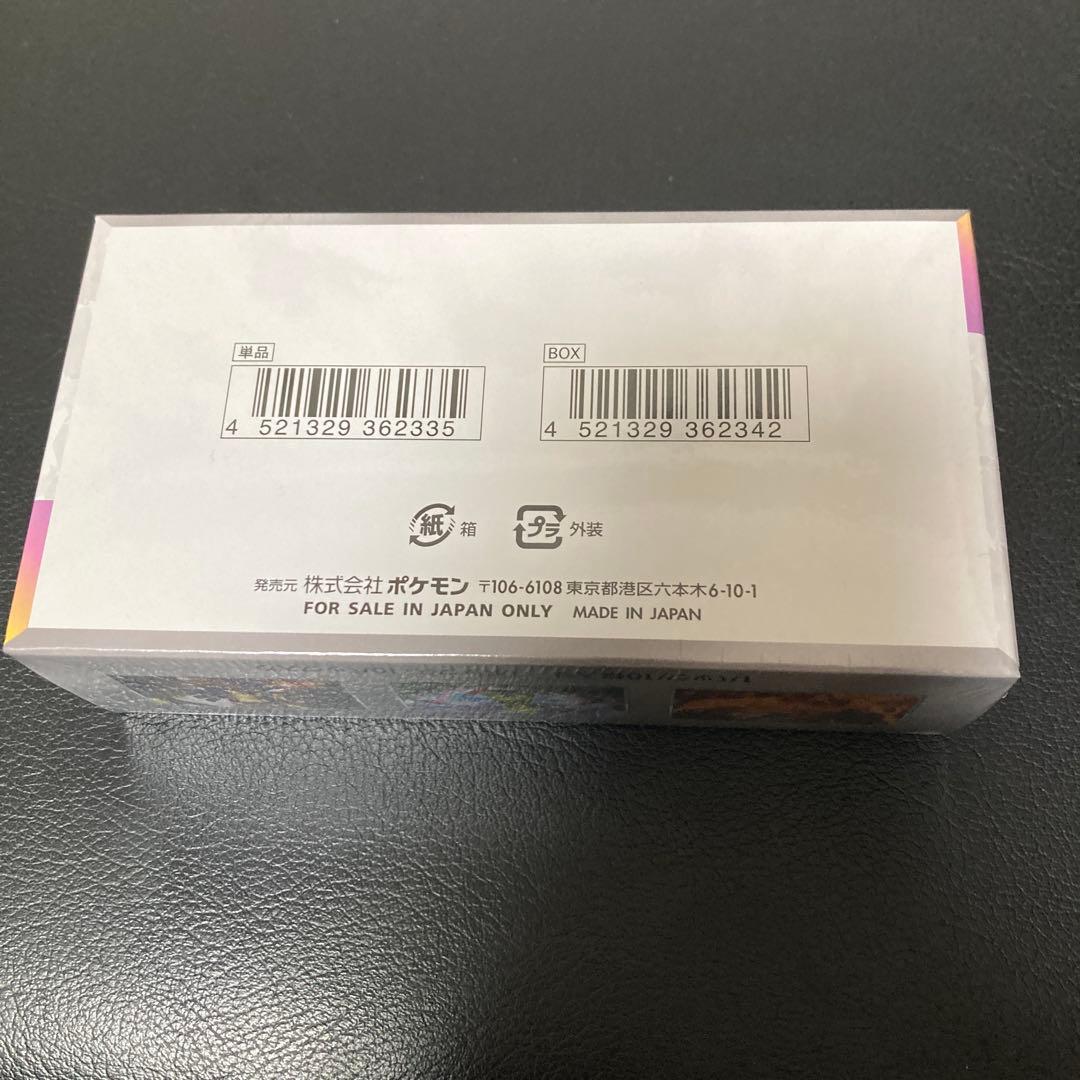 単品
BOX
4 521329 362335
4 521329 362342
紙 箱
プラ 外装
発売元 株式会社 ポケモン 〒106-6108 東京都港区六本木6-10-1
FOR SALE IN JAPAN ONLY MADE IN JAPAN